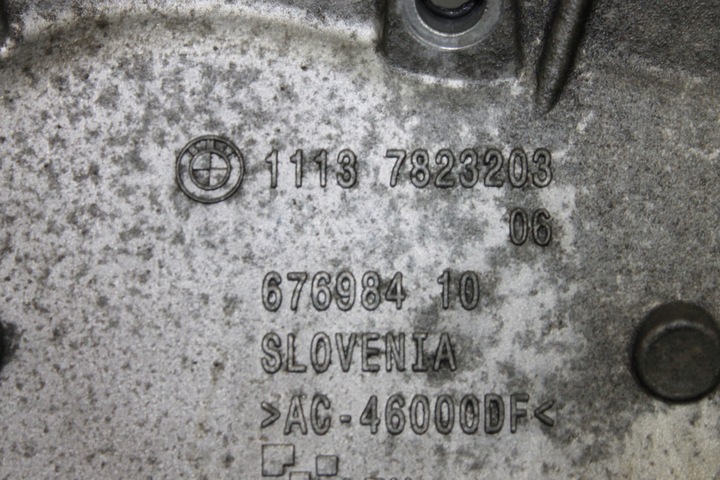 1113 7823203
06
676984 10
SLOVENIA
>AC-46000DF<